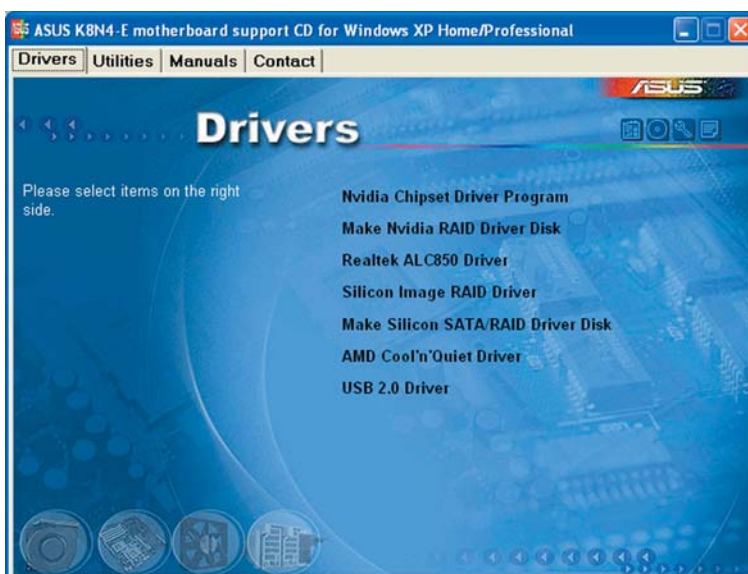 ASUS K8N4-E motherboard support CD for Windows XP Home/Professional
Drivers
Utilities
Manuals
Contact
ASUS
Drivers
Please select items on the right
side.
Nvidia Chipset Driver Program
Make Nvidia RAID Driver Disk
Realtek ALC850 Driver
Silicon Image RAID Driver
Make Silicon SATA/RAID Driver Disk
AMD Cool'n'Quiet Driver
USB 2.0 Driver